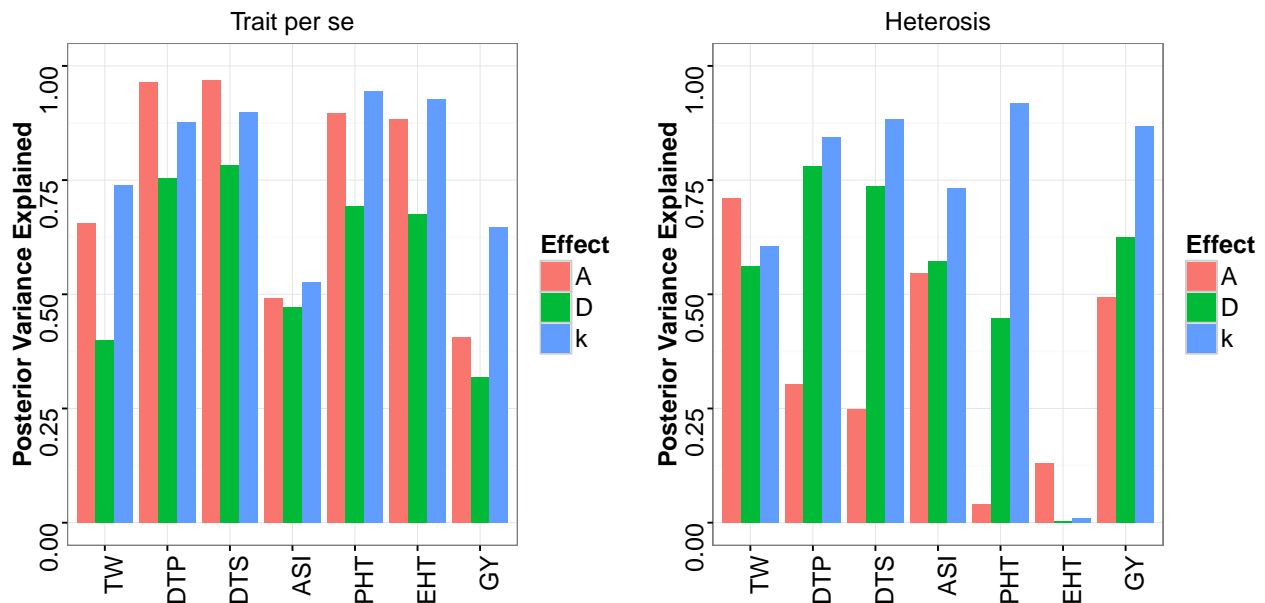 Trait per se
Posterior Variance Explained
1.00
0.75
0.50
0.25
0.00
TW
DTP
DTS
ASI
PHT
EHT
GY
Effect
A
D
k
Heterosis
Posterior Variance Explained
1.00
0.75
0.50
0.25
0.00
TW
DTP
DTS
ASI
PHT
EHT
GY
Effect
A
D
k